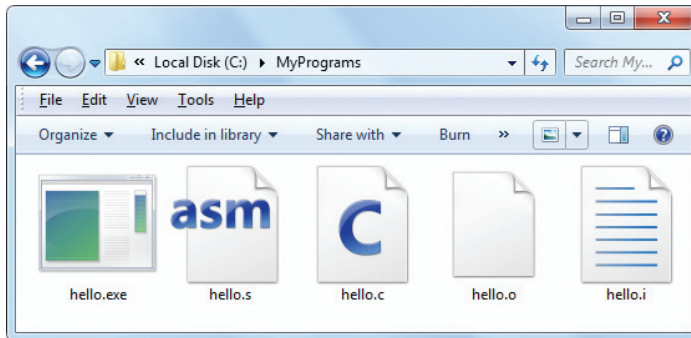 « Local Disk (C:) ▸ MyPrograms Search My...
File Edit View Tools Help
Organize ▾ Include in library ▾ Share with ▾ Burn »
asm C
hello.exe hello.s hello.c hello.o hello.i